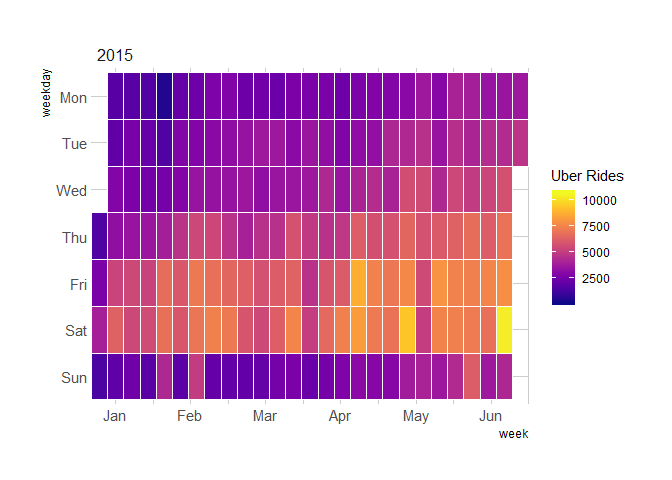 2015
weekday
Mon
Tue
Wed
Thu
Fri
Sat
Sun
Jan Feb Mar Apr May Jun
week
Uber Rides
10000
7500
5000
2500